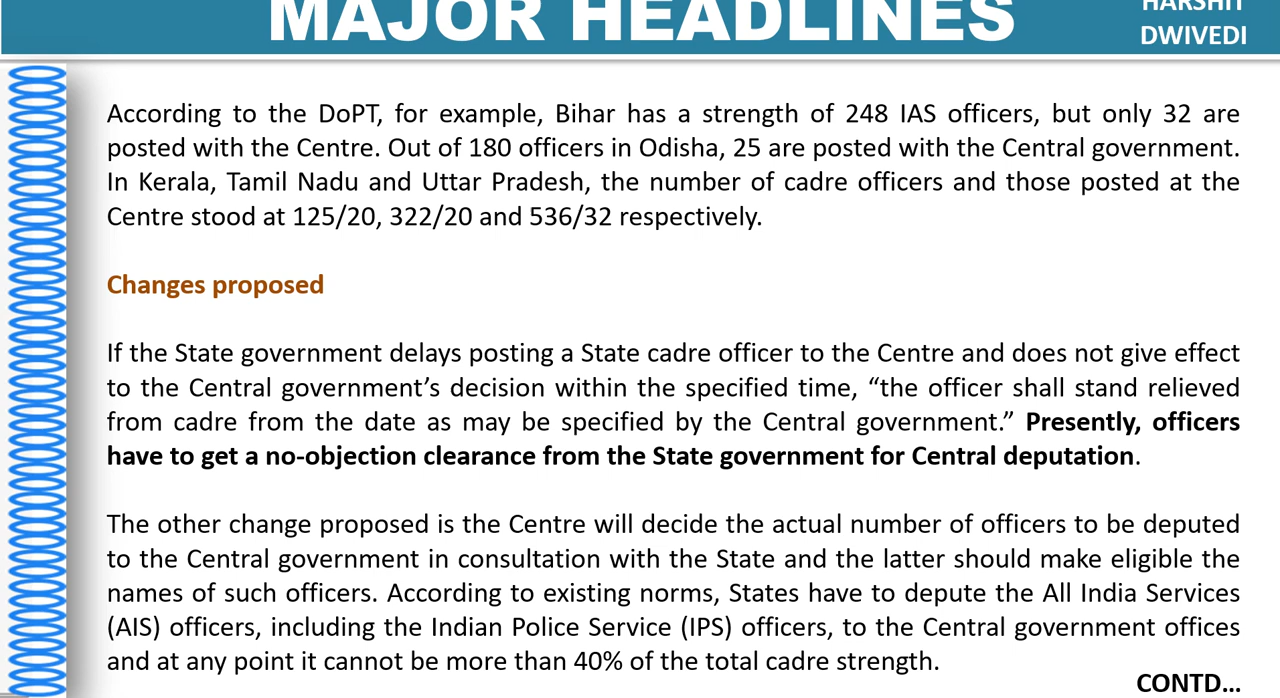 MAJOR HEADLINES
HARSHIT
DWIVEDI
According to the DoPT, for example, Bihar has a strength of 248 IAS officers, but only 32 are
posted with the Centre. Out of 180 officers in Odisha, 25 are posted with the Central government.
In Kerala, Tamil Nadu and Uttar Pradesh, the number of cadre officers and those posted at the
Centre stood at 125/20, 322/20 and 536/32 respectively.
Changes proposed
If the State government delays posting a State cadre officer to the Centre and does not give effect
to the Central government’s decision within the specified time, “the officer shall stand relieved
from cadre from the date as may be specified by the Central government.” Presently, officers
have to get a no-objection clearance from the State government for Central deputation.
The other change proposed is the Centre will decide the actual number of officers to be deputed
to the Central government in consultation with the State and the latter should make eligible the
names of such officers. According to existing norms, States have to depute the All India Services
(AIS) officers, including the Indian Police Service (IPS) officers, to the Central government offices
and at any point it cannot be more than 40% of the total cadre strength.
CONTD...